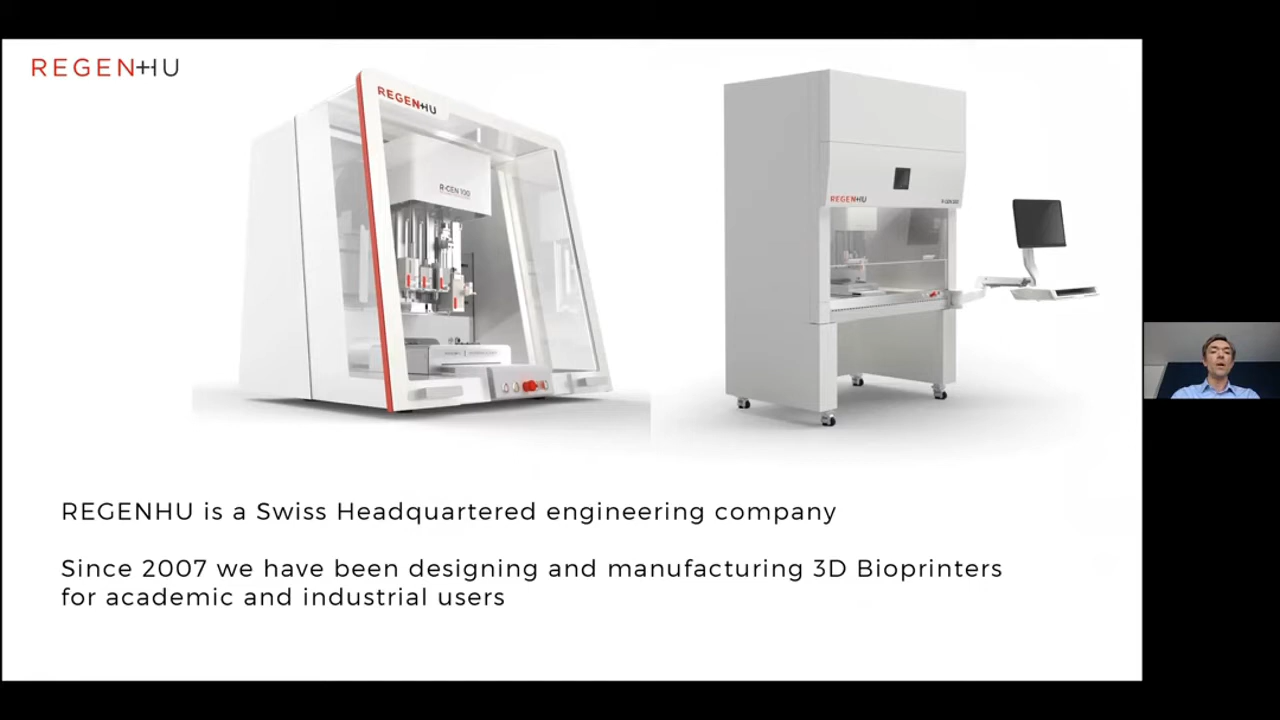 REGENHU
REGENHU
R-GEN 100
REGENHU
REGENHU is a Swiss Headquartered engineering company
Since 2007 we have been designing and manufacturing 3D Bioprinters
for academic and industrial users